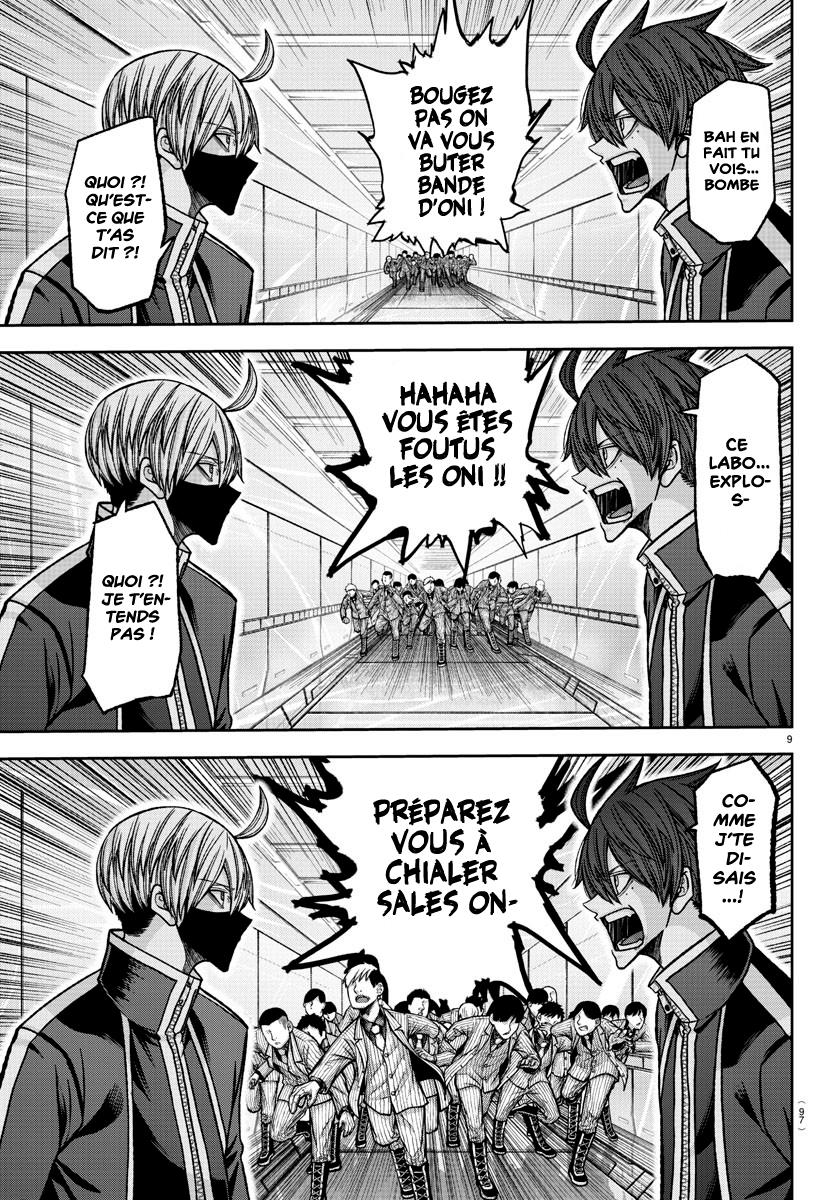 BAH EN
FAIT TU
VOIS...
BOMBE
BOUGEZ
PAS ON
VA VOUS
BUTER
BANDE
D'ONI !
QUOI ?!
QU'EST-
CE QUE
T'AS
DIT ?!
CE
LABO...
EXPLO
S-
HAHAHA
VOUS ÊTES
FOUTUS
LES ONI !!
QUOI ?!
JE T'EN-
TENDS
PAS !
9
CO-
MME
J'TE
DI-
SAIS
...!
PRÉPAREZ
VOUS À
CHIALER
SALES ON-
(97)